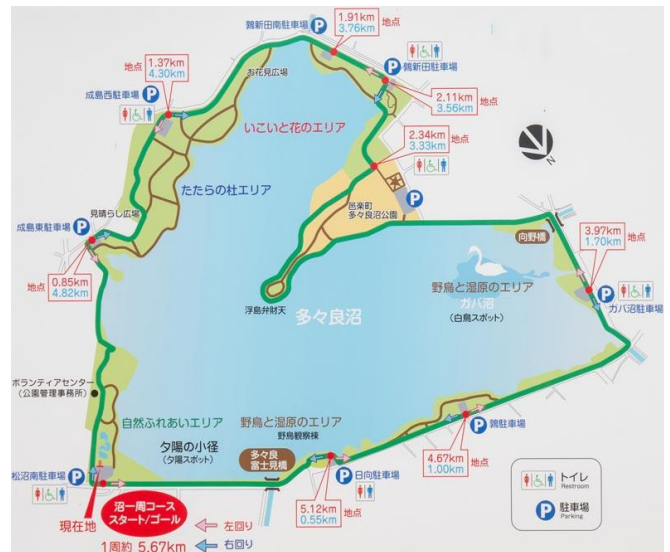 鶉新田南駐車場
P
1.91km
3.76km
地点
鶉新田駐車場
P
地点
1.37km
4.30km
お花見広場
2.11km
3.56km
地点
成島西駐車場
P
いこいと花のエリア
2.34km
3.33km
地点
N
たたらの杜エリア
邑楽町
多々良沼公園
P
見晴らし広場
成島東駐車場
P
向野橋
3.97km
1.70km
地点
野鳥と湿原のエリア
ガバ沼
(白鳥スポット)
地点
0.85km
4.82km
P
ガバ沼駐車場
浮島弁財天
多々良沼
ボランティアセンター
(公園管理事務所)
自然ふれあいエリア
野鳥と湿原のエリア
野鳥観察棟
P
鶉駐車場
夕陽の小径
(夕陽スポット)
多々良
富士見橋
4.67km
1.00km
地点
松沼南駐車場
P
P
日向駐車場
トイレ
Restroom
現在地
沼一周コース
スタート/ゴール
5.12km
0.55km
地点
P
駐車場
Parking
左回り
1周約 5.67km
右回り